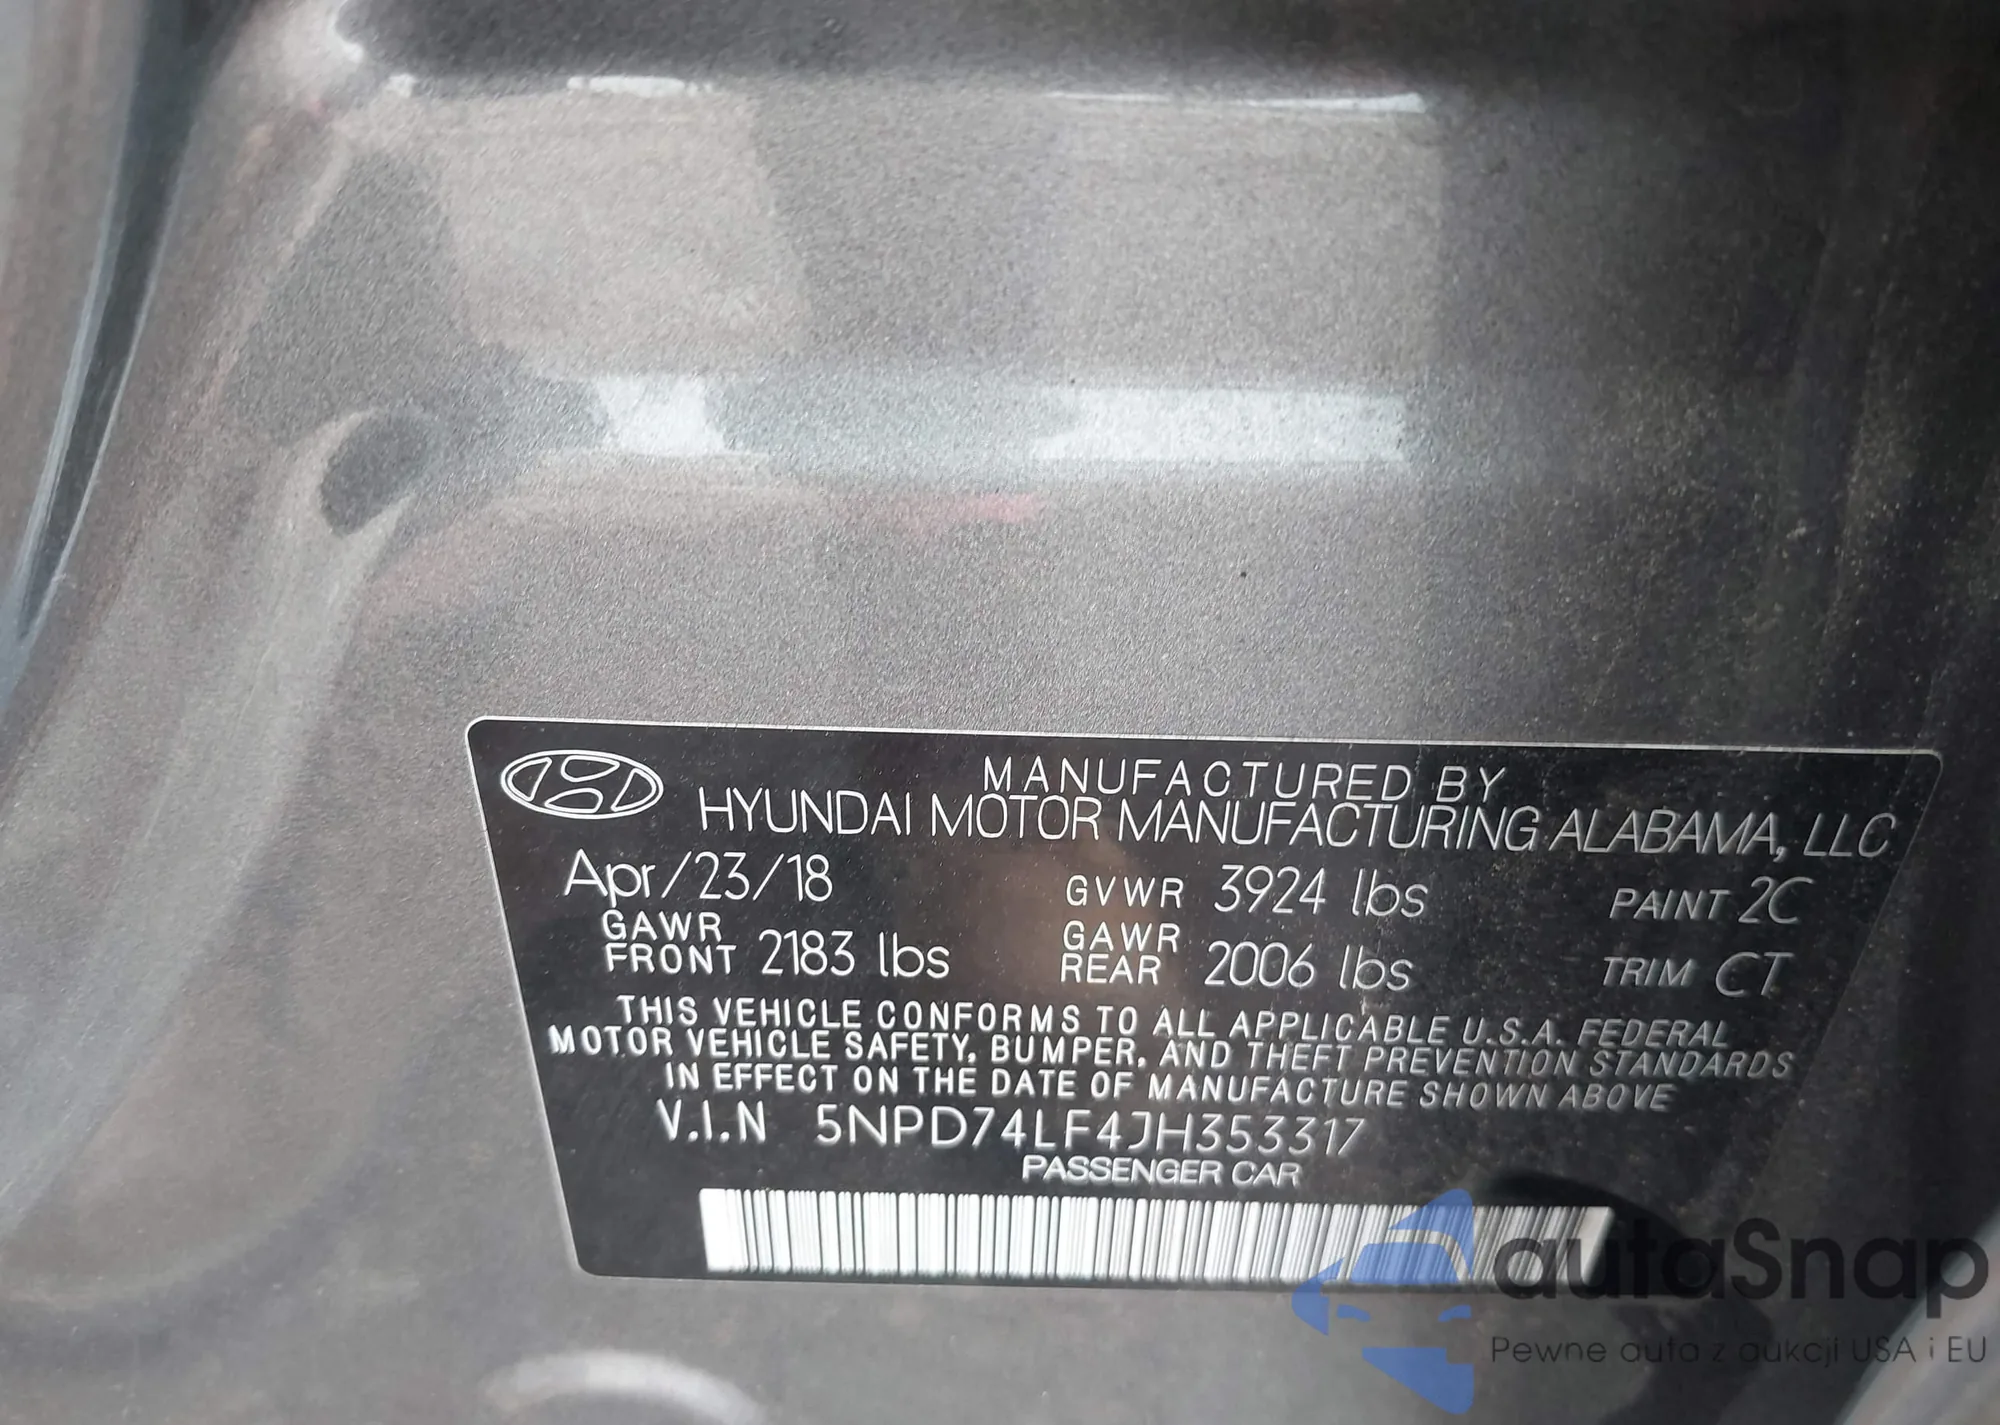 MANUFACTURED BY
HYUNDAI MOTOR MANUFACTURING ALABAMA, LLC
Apr/23/18 GVWR 3924 lbs PAINT 2C
GAWR FRONT 2183 lbs GAWR REAR 2006 lbs TRIM CT
THIS VEHICLE CONFORMS TO ALL APPLICABLE U.S.A. FEDERAL
MOTOR VEHICLE SAFETY, BUMPER, AND THEFT PREVENTION STANDARDS
IN EFFECT ON THE DATE OF MANUFACTURE SHOWN ABOVE
V.I.N 5NPD74LF4JH353317
PASSENGER CAR
autaSnap
Pewne auta z aukcji USA i EU